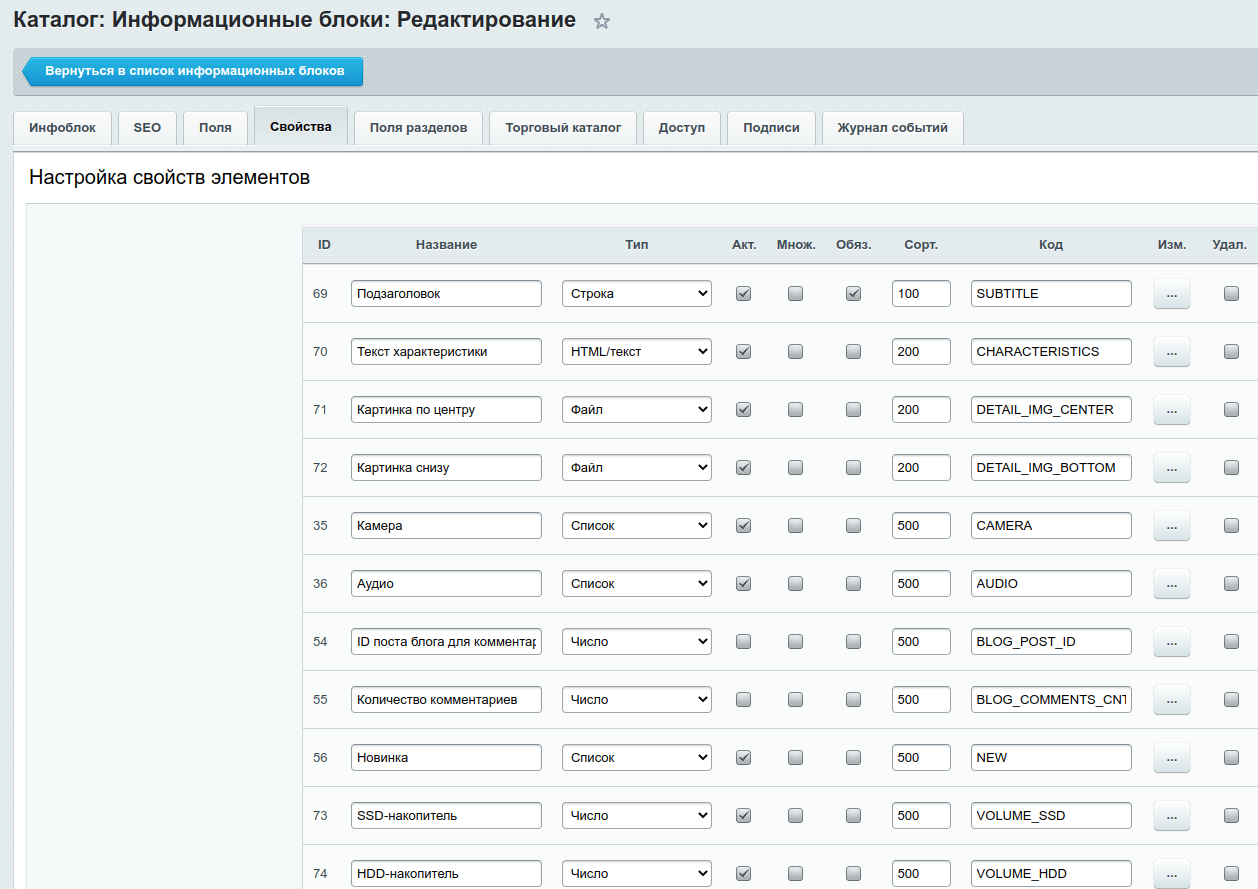 Каталог: Информационные блоки: Редактирование
Вернуться в список информационных блоков
Инфоблок SEO Поля Свойства Поля разделов Торговый каталог Доступ Подписи Журнал событий
Настройка свойств элементов
ID Название Тип Акт. Множ. Обяз. Сорт. Код Изм. Удал.
69 Подзаголовок Строка 100 SUBTITLE ...
70 Текст характеристики HTML/текст 200 CHARACTERISTICS ...
71 Картинка по центру Файл 200 DETAIL_IMG_CENTER ...
72 Картинка снизу Файл 200 DETAIL_IMG_BOTTOM ...
35 Камера Список 500 CAMERA ...
36 Аудио Список 500 AUDIO ...
54 ID поста блога для комментар Число 500 BLOG_POST_ID ...
55 Количество комментариев Число 500 BLOG_COMMENTS_CNT ...
56 Новинка Список 500 NEW ...
73 SSD-накопитель Число 500 VOLUME_SSD ...
74 HDD-накопитель Число 500 VOLUME_HDD ...